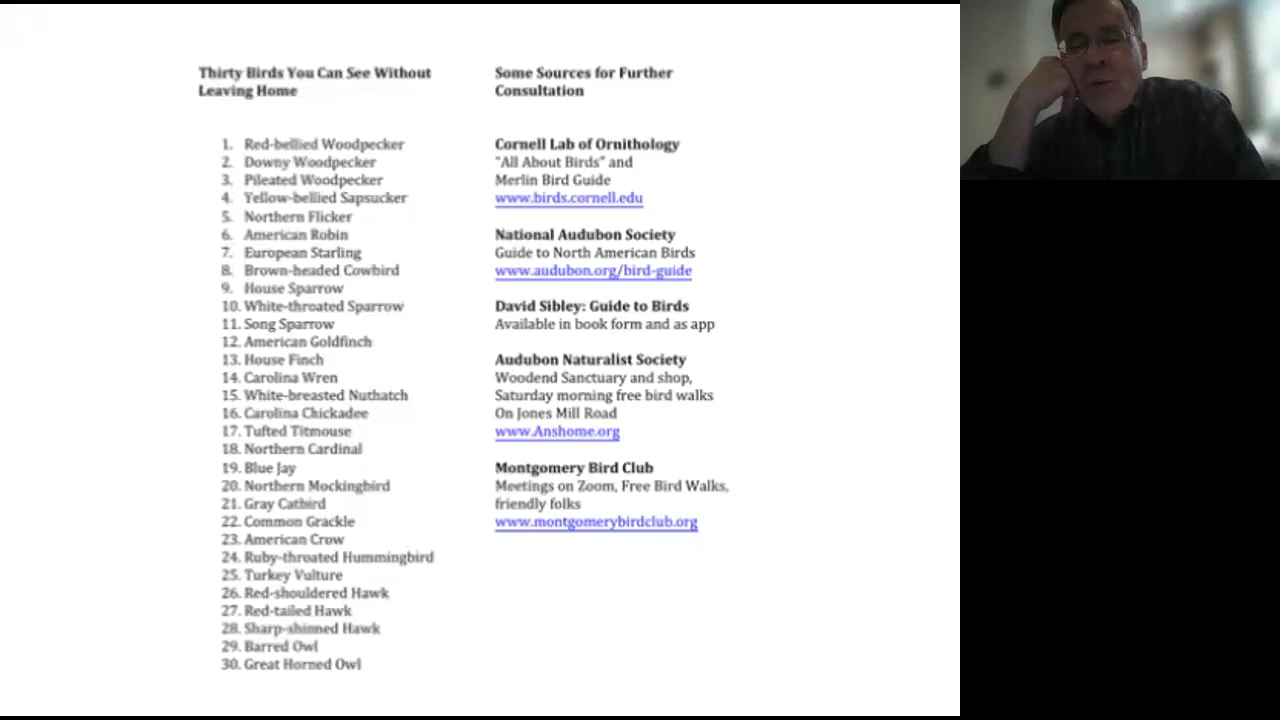 Thirty Birds You Can See Without
Leaving Home
1. Red-bellied Woodpecker
2. Downy Woodpecker
3. Pileated Woodpecker
4. Yellow-bellied Sapsucker
5. Northern Flicker
6. American Robin
7. European Starling
8. Brown-headed Cowbird
9. House Sparrow
10. White-throated Sparrow
11. Song Sparrow
12. American Goldfinch
13. House Finch
14. Carolina Wren
15. White-breasted Nuthatch
16. Carolina Chickadee
17. Tufted Titmouse
18. Northern Cardinal
19. Blue Jay
20. Northern Mockingbird
21. Gray Catbird
22. Common Grackle
23. American Crow
24. Ruby-throated Hummingbird
25. Turkey Vulture
26. Red-shouldered Hawk
27. Red-tailed Hawk
28. Sharp-shinned Hawk
29. Barred Owl
30. Great Horned Owl
Some Sources for Further
Consultation
Cornell Lab of Ornithology
"All About Birds" and
Merlin Bird Guide
www.birds.cornell.edu
National Audubon Society
Guide to North American Birds
www.audubon.org/bird-guide
David Sibley: Guide to Birds
Available in book form and as app
Audubon Naturalist Society
Woodend Sanctuary and shop,
Saturday morning free bird walks
On Jones Mill Road
www.Anshome.org
Montgomery Bird Club
Meetings on Zoom, Free Bird Walks,
friendly folks
www.montgomerybirdclub.org